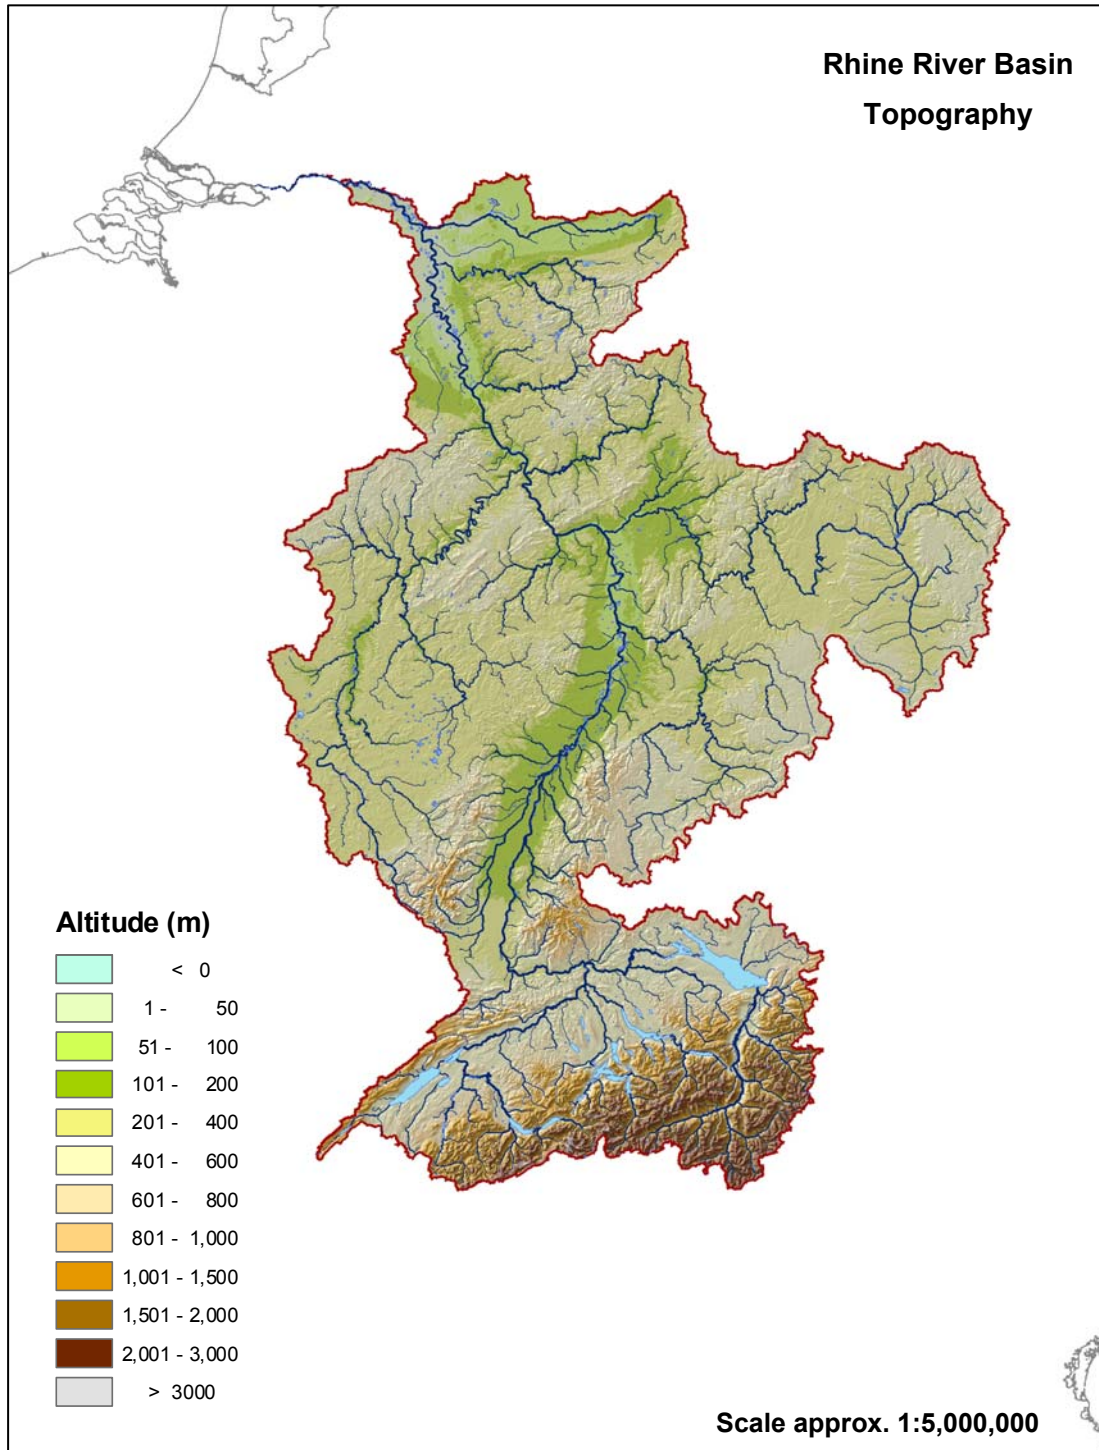 Rhine River Basin
Topography
Altitude (m)
< 0
1 - 50
51 - 100
101 - 200
201 - 400
401 - 600
601 - 800
801 - 1,000
1,001 - 1,500
1,501 - 2,000
2,001 - 3,000
> 3000
Scale approx. 1:5,000,000